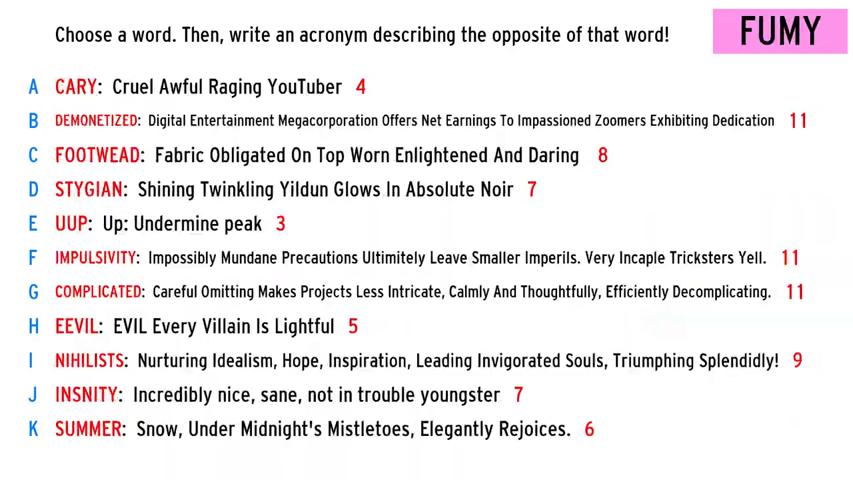 Choose a word. Then, write an acronym describing the opposite of that word!
FUMY
A CARY: Cruel Awful Raging YouTuber 4
B DEMONETIZED: Digital Entertainment Megacorporation Offers Net Earnings To Impassioned Zoomers Exhibiting Dedication 11
C FOOTWEAD: Fabric Obligated On Top Worn Enlightened And Daring 8
D STYGIAN: Shining Twinkling Yildun Glows In Absolute Noir 7
E UUP: Up: Undermine peak 3
F IMPULSIVITY: Impossibly Mundane Precautions Ultimitely Leave Smaller Imperils. Very Incaple Tricksters Yell. 11
G COMPLICATED: Careful Omitting Makes Projects Less Intricate, Calmly And Thoughtfully, Efficiently Decomplicating. 11
H EEVIL: EVIL Every Villain Is Lightful 5
I NIHILISTS: Nurturing Idealism, Hope, Inspiration, Leading Invigorated Souls, Triumphing Splendidly! 9
J INSNITY: Incredibly nice, sane, not in trouble youngster 7
K SUMMER: Snow, Under Midnight's Mistletoes, Elegantly Rejoices. 6